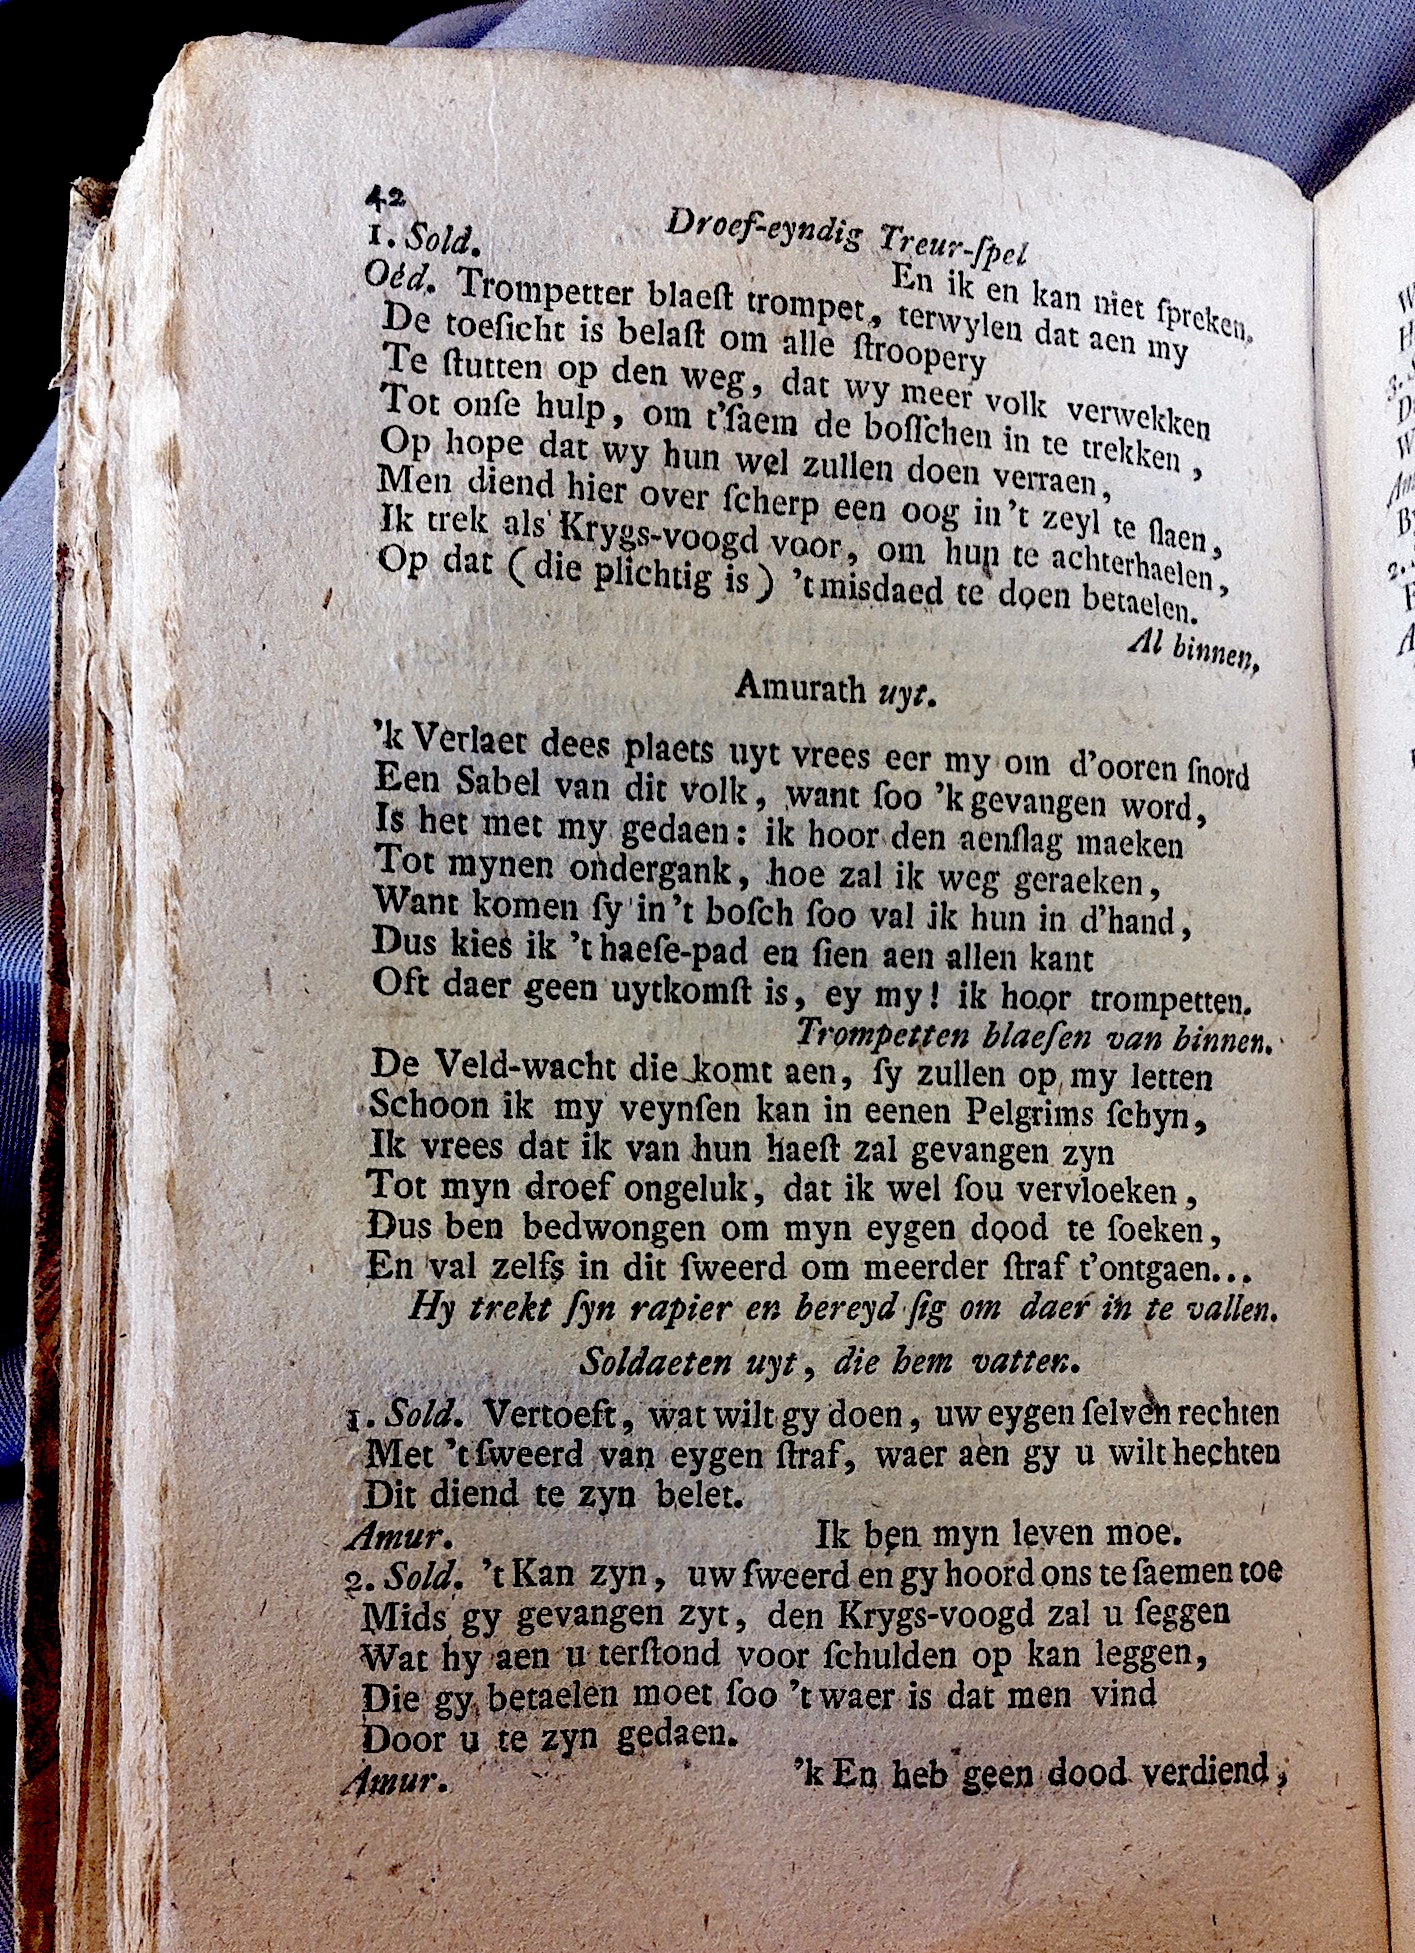 42
Droef-eyndig Treur-ſpel
1. Sold. En ik en kan niet ſpreken,
Oëd. Trompetter blaeſt trompet, terwylen dat aen my
De toeſicht is belaſt om alle ſtroopery
Te ſtutten op den weg, dat wy meer volk verwekken
Tot onſe hulp, om t'ſaem de boſſchen in te trekken,
Op hope dat wy hun wel zullen doen verraen,
Men diend hier over ſcherp een oog in 't zeyl te ſlaen,
Ik trek als Krygs-voogd voor, om hun te achterhaelen,
Op dat (die plichtig is) 't misdaed te doen betaelen.
Al binnen,
Amurath uyt.
'k Verlaet dees plaets uyt vrees eer my om d'ooren ſnord
Een Sabel van dit volk, want ſoo 'k gevangen word,
Is het met my gedaen: ik hoor den aenſlag maeken
Tot mynen ondergank, hoe zal ik weg geraeken,
Want komen ſy in 't boſch ſoo val ik hun in d'hand,
Dus kies ik 't haeſe-pad en ſien aen allen kant
Oft daer geen uytkomſt is, ey my! ik hoor trompetten.
Trompetten blaeſen van binnen.
De Veld-wacht die komt aen, ſy zullen op my letten
Schoon ik my veynſen kan in eenen Pelgrims ſchyn,
Ik vrees dat ik van hun haeſt zal gevangen zyn
Tot myn droef ongeluk, dat ik wel ſou vervloeken,
Dus ben bedwongen om myn eygen dood te ſoeken,
En val zelfs in dit ſweerd om meerder ſtraf t'ontgaen...
Hy trekt ſyn rapier en bereyd ſig om daer in te vallen.
Soldaeten uyt, die hem vatten.
1. Sold. Vertoeft, wat wilt gy doen, uw eygen ſelven rechten
Met 't ſweerd van eygen ſtraf, waer aen gy u wilt hechten
Dit diend te zyn belet.
Amur. Ik ben myn leven moe.
2. Sold. 't Kan zyn, uw ſweerd en gy hoord ons te ſaemen toe
Mids gy gevangen zyt, den Krygs-voogd zal u ſeggen
Wat hy aen u terſtond voor ſchulden op kan leggen,
Die gy betaelen moet ſoo 't waer is dat men vind
Door u te zyn gedaen.
Amur. 'k En heb geen dood verdiend,